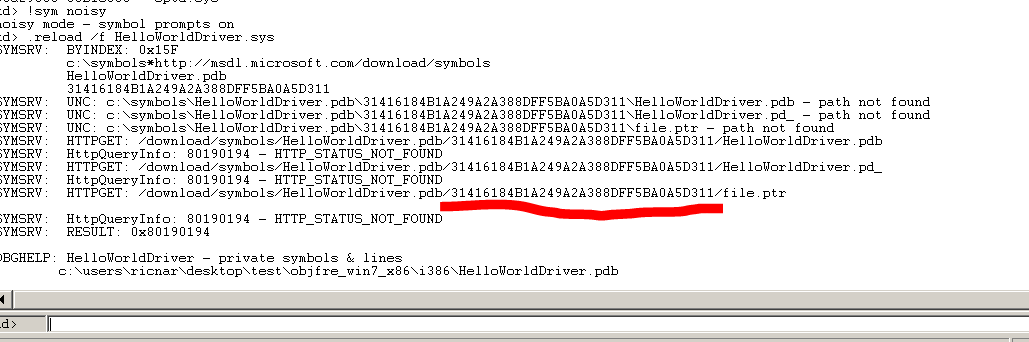 kd> !sym noisy
noisy mode - symbol prompts on
kd> .reload /f HelloWorldDriver.sys
SYMSRV:  BYINDEX: 0x15F
c:\symbols*http://msdl.microsoft.com/download/symbols
HelloWorldDriver.pdb
31416184B1A249A2A388DFF5BA0A5D311
SYMSRV:  UNC: c:\symbols\HelloWorldDriver.pdb\31416184B1A249A2A388DFF5BA0A5D311\HelloWorldDriver.pdb - path not found
SYMSRV:  UNC: c:\symbols\HelloWorldDriver.pdb\31416184B1A249A2A388DFF5BA0A5D311\HelloWorldDriver.pd_ - path not found
SYMSRV:  UNC: c:\symbols\HelloWorldDriver.pdb\31416184B1A249A2A388DFF5BA0A5D311\file.ptr - path not found
SYMSRV:  HTTPGET: /download/symbols/HelloWorldDriver.pdb/31416184B1A249A2A388DFF5BA0A5D311/HelloWorldDriver.pdb
SYMSRV:  HttpQueryInfo: 80190194 - HTTP_STATUS_NOT_FOUND
SYMSRV:  HTTPGET: /download/symbols/HelloWorldDriver.pdb/31416184B1A249A2A388DFF5BA0A5D311/HelloWorldDriver.pd_
SYMSRV:  HttpQueryInfo: 80190194 - HTTP_STATUS_NOT_FOUND
SYMSRV:  HTTPGET: /download/symbols/HelloWorldDriver.pdb/31416184B1A249A2A388DFF5BA0A5D311/file.ptr
SYMSRV:  HttpQueryInfo: 80190194 - HTTP_STATUS_NOT_FOUND
SYMSRV:  RESULT: 0x80190194
DBGHELP: HelloWorldDriver - private symbols & lines
c:\users\ricnar\desktop\test\objfre_win7_x86\i386\HelloWorldDriver.pdb
kd>